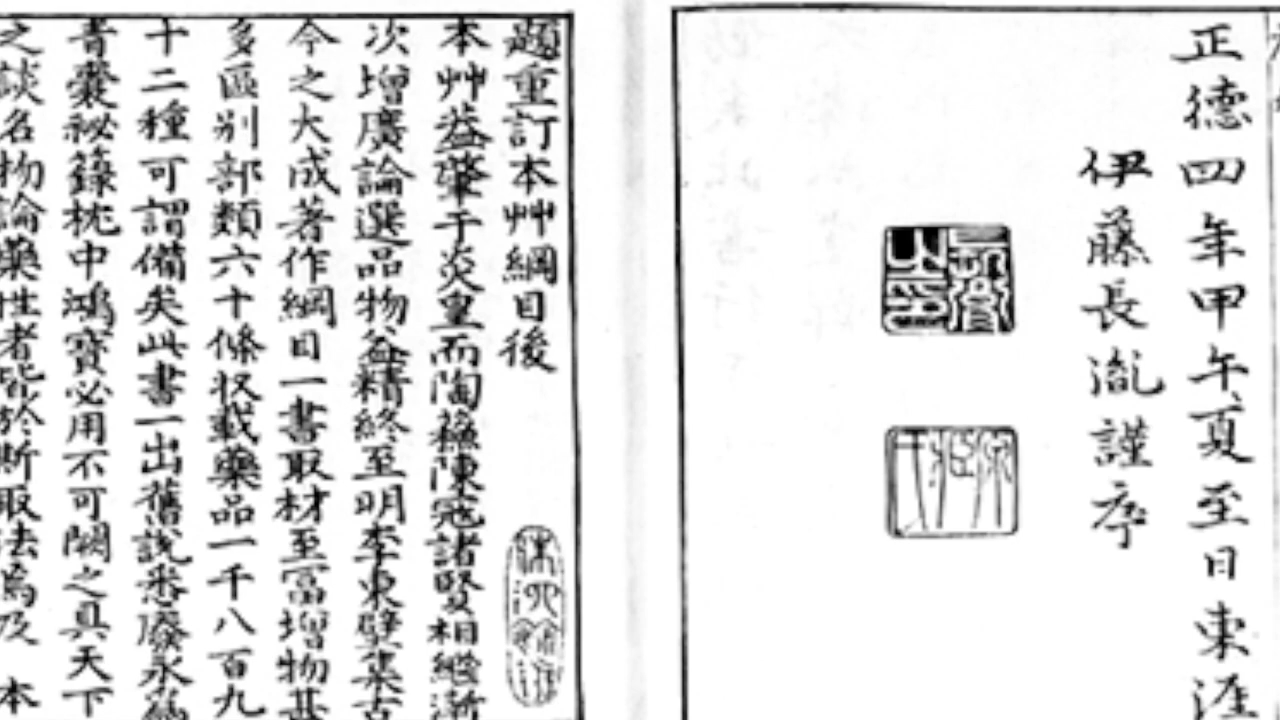 正德四年甲午夏至日東涯
伊藤長胤謹序
題重訂本艸綱目後
本艸益肇于炎皇而陶蘇陳寇諸賢相繼漸
次增廣論選品物益精終至明李東璧集古
今之大成著作綱目一書取材至富增物甚
多區別部類六十條收載藥品一千八百九
十二種可謂備矣此書一出舊說悉廢永爲
青囊祕籙枕中鴻寶必用不可闕之具天下
之談名物論藥性者皆於斯取法焉及 本